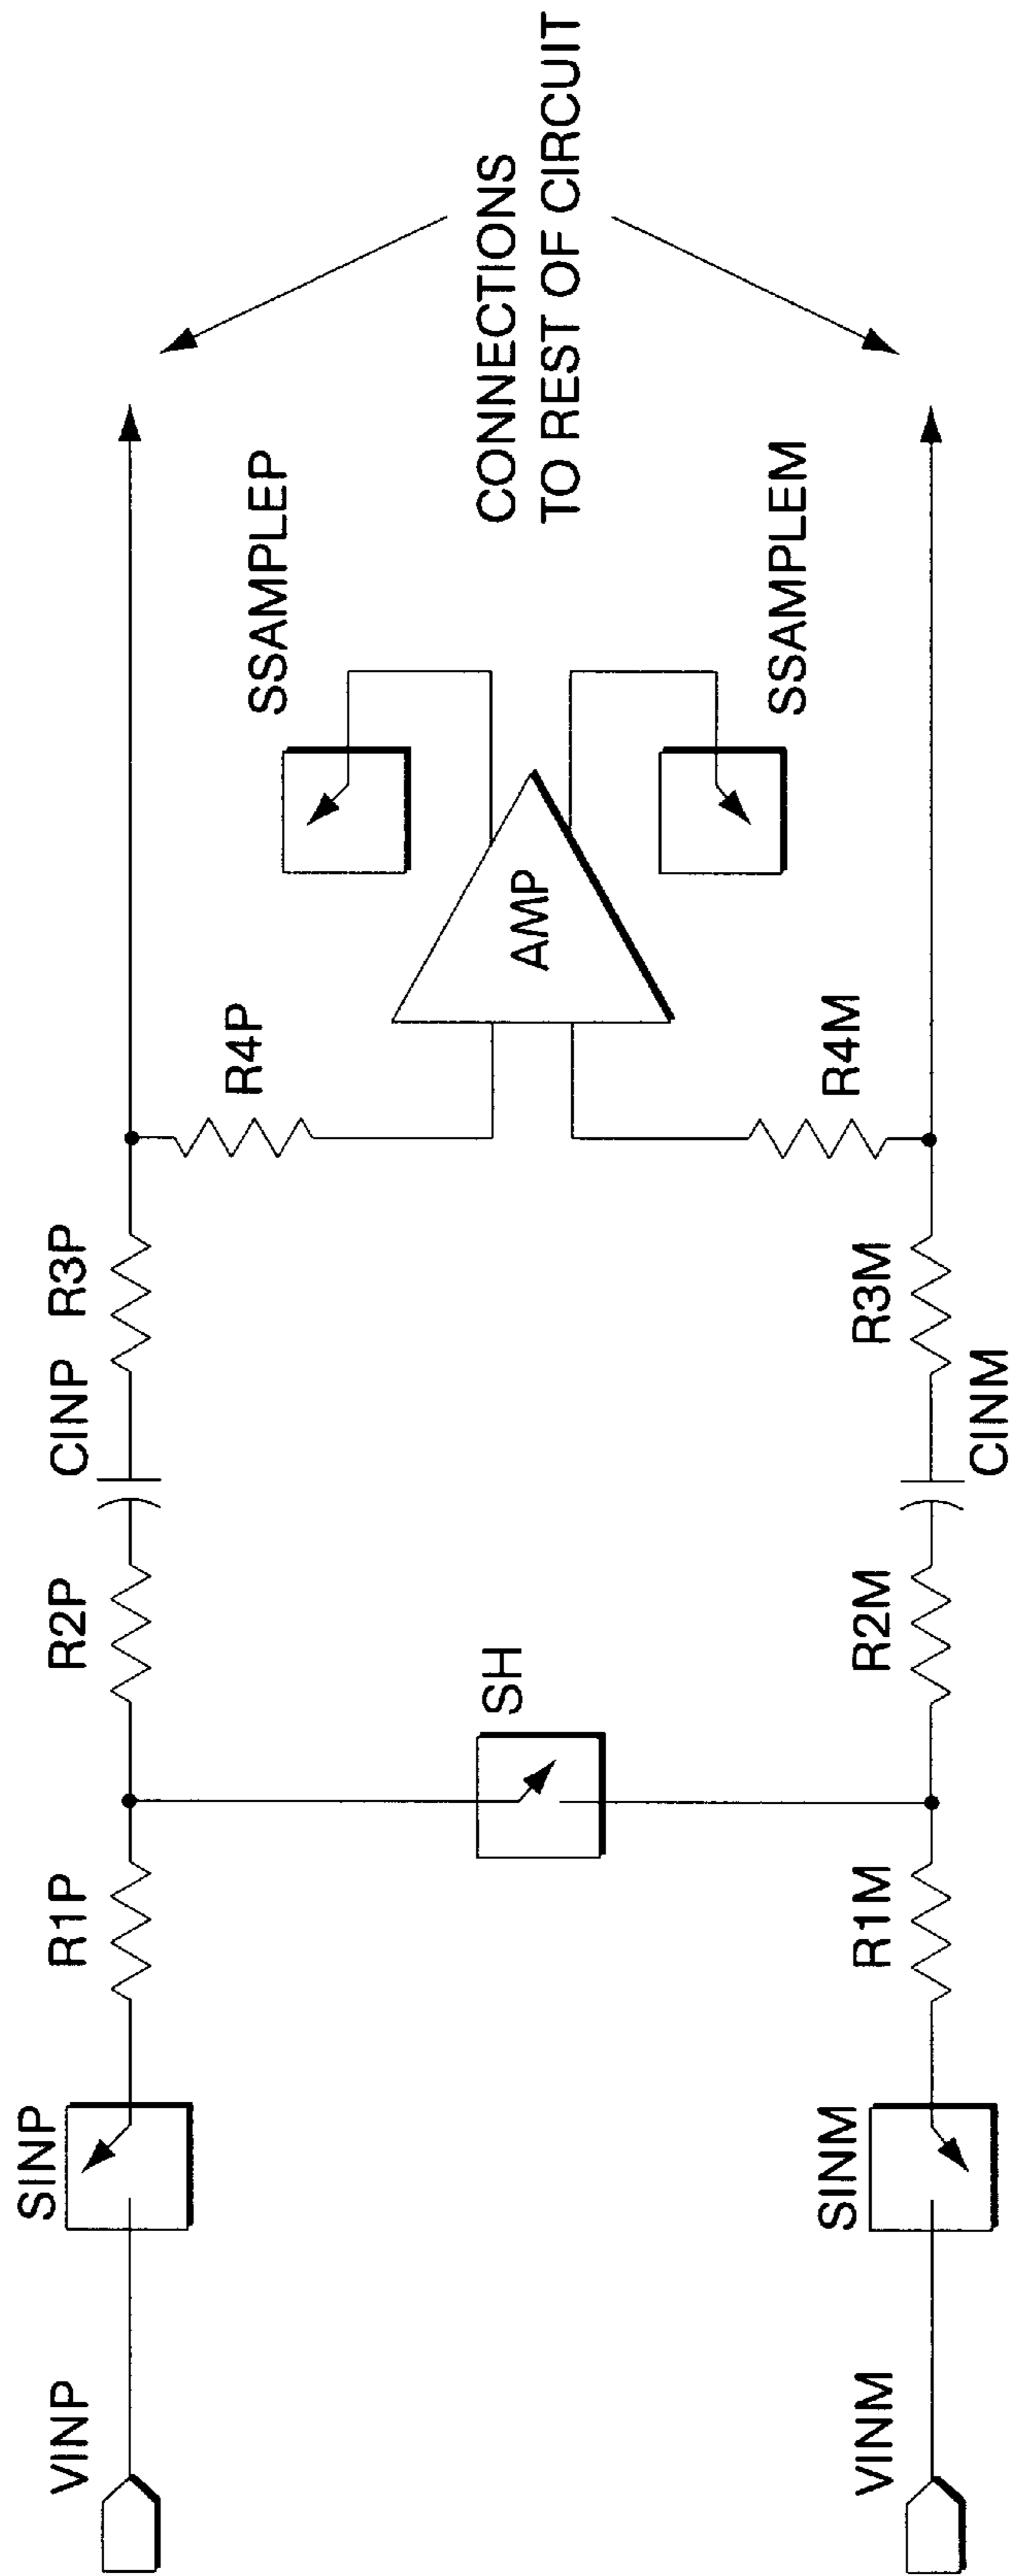 VINP
SINP
R1P
R2P
CINP
R3P
R4P
SSAMPLEP
SH
AMP
CONNECTIONS
TO REST OF CIRCUIT
SSAMPLEM
R4M
VINM
SINM
R1M
R2M
CINM
R3M